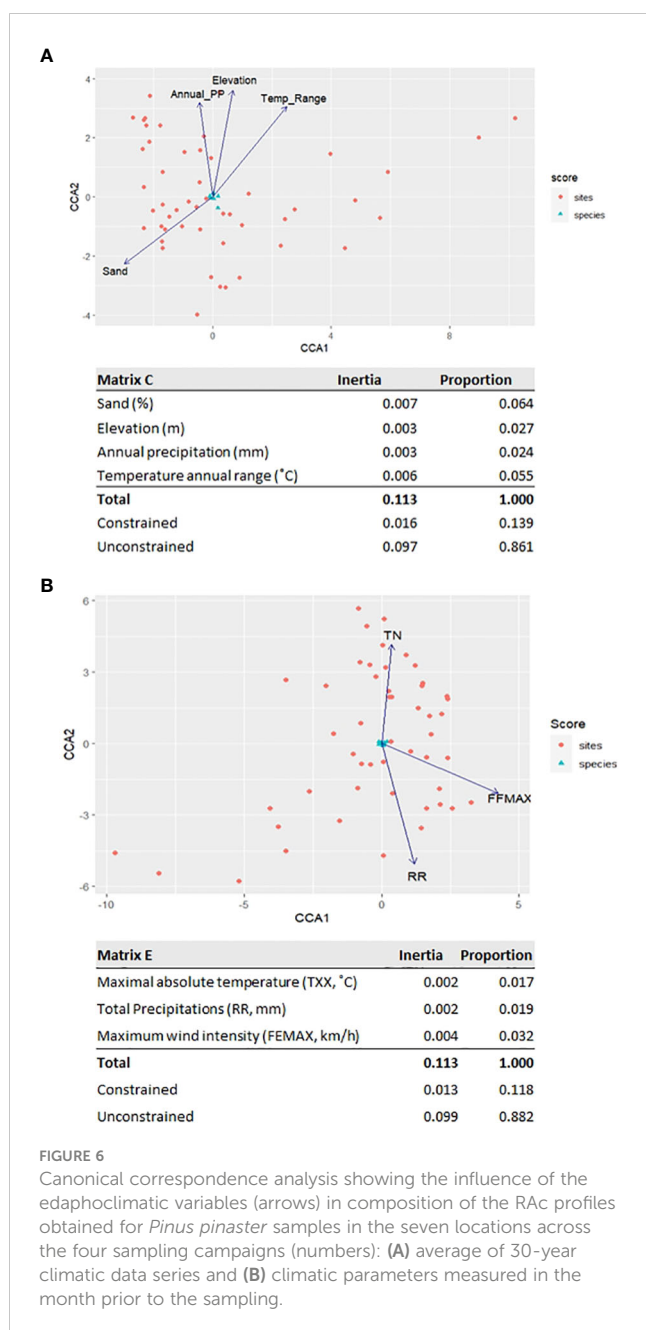 A
Elevation
Annual_PP
Temp_Range
Sand
4
2
0
-2
-4
CCA2
0
4
8
CCA1
score
sites
species
Matrix C Inertia Proportion
Sand (%) 0.007 0.064
Elevation (m) 0.003 0.027
Annual precipitation (mm) 0.003 0.024
Temperature annual range (˚C) 0.006 0.055
Total 0.113 1.000
Constrained 0.016 0.139
Unconstrained 0.097 0.861
B
TN
FFMAX
RR
6
3
0
-3
-6
CCA2
-10
-5
0
5
CCA1
Score
sites
species
Matrix E Inertia Proportion
Maximal absolute temperature (TXX, ˚C) 0.002 0.017
Total Precipitations (RR, mm) 0.002 0.019
Maximum wind intensity (FEMAX, km/h) 0.004 0.032
Total 0.113 1.000
Constrained 0.013 0.118
Unconstrained 0.099 0.882
FIGURE 6
Canonical correspondence analysis showing the influence of the
edaphoclimatic variables (arrows) in composition of the RAc profiles
obtained for Pinus pinaster samples in the seven locations across
the four sampling campaigns (numbers): (A) average of 30-year
climatic data series and (B) climatic parameters measured in the
month prior to the sampling.